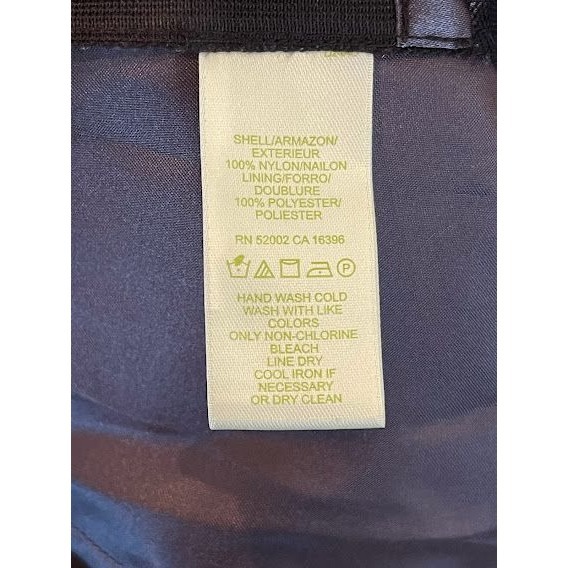 SHELL/ARMAZON/
EXTERIEUR
100% NYLON/NAILON
LINING/FORRO/
DOUBLURE
100% POLYESTER/
POLIESTER
RN 52002 CA 16396
P
HAND WASH COLD
WASH WITH LIKE
COLORS
ONLY NON-CHLORINE
BLEACH
LINE DRY
COOL IRON IF
NECESSARY
OR DRY CLEAN